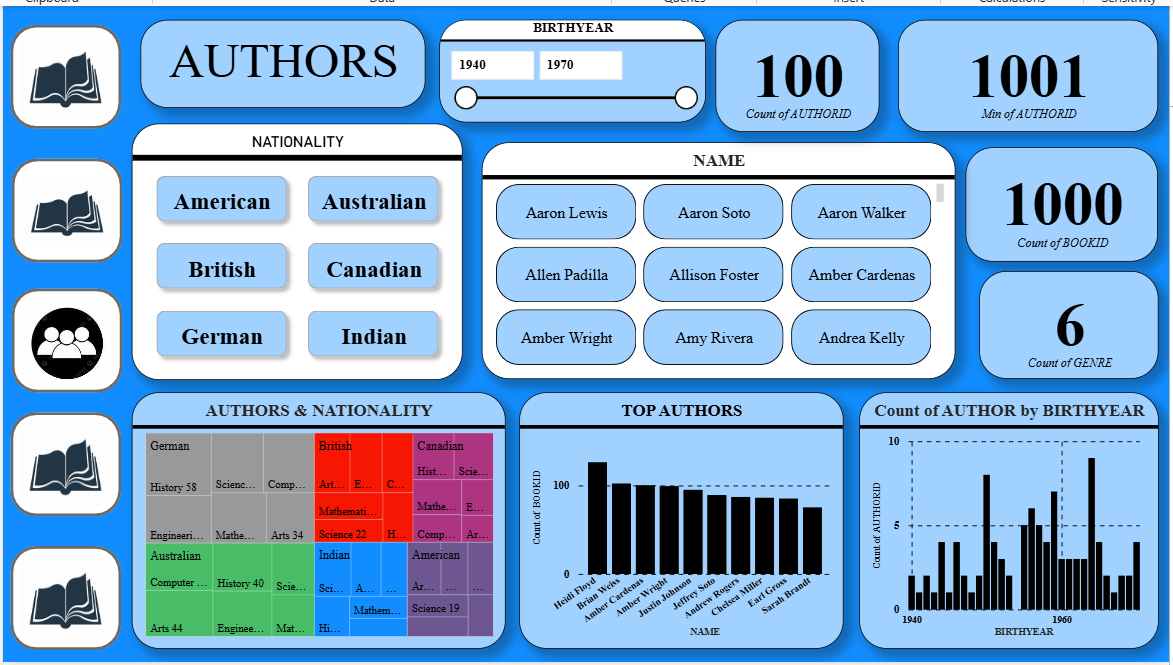 Clipboard Data Queries Insert Calculations Sensitivity
AUTHORS
BIRTHYEAR
1940 1970
100
Count of AUTHORID
1001
Min of AUTHORID
NATIONALITY
American Australian
British Canadian
German Indian
NAME
Aaron Lewis Aaron Soto Aaron Walker
Allen Padilla Allison Foster Amber Cardenas
Amber Wright Amy Rivera Andrea Kelly
1000
Count of BOOKID
6
Count of GENRE
AUTHORS & NATIONALITY
German
History 58 Scienc... Comp...
Engineeri... Mathe... Arts 34
British
Art... E... C...
Mathemati...
Science 22 H...
Canadian
Hist... Scie...
Mathe... E...
Comp... Ar...
Australian
Computer ... History 40 Scie...
Arts 44 Enginee... Mat...
Indian
Sci... A... ...
Mathem...
Hi...
American
Ar... ... ...
Science 19
TOP AUTHORS
Count of BOOKID
100
0
Heidi Floyd
Brian Weiss
Amber Cardenas
Amber Wright
Justin Johnson
Jeffrey Soto
Andrew Rogers
Chelsea Miller
Earl Gross
Sarah Brandt
NAME
Count of AUTHOR by BIRTHYEAR
Count of AUTHORID
10
5
0
1940 1960
BIRTHYEAR